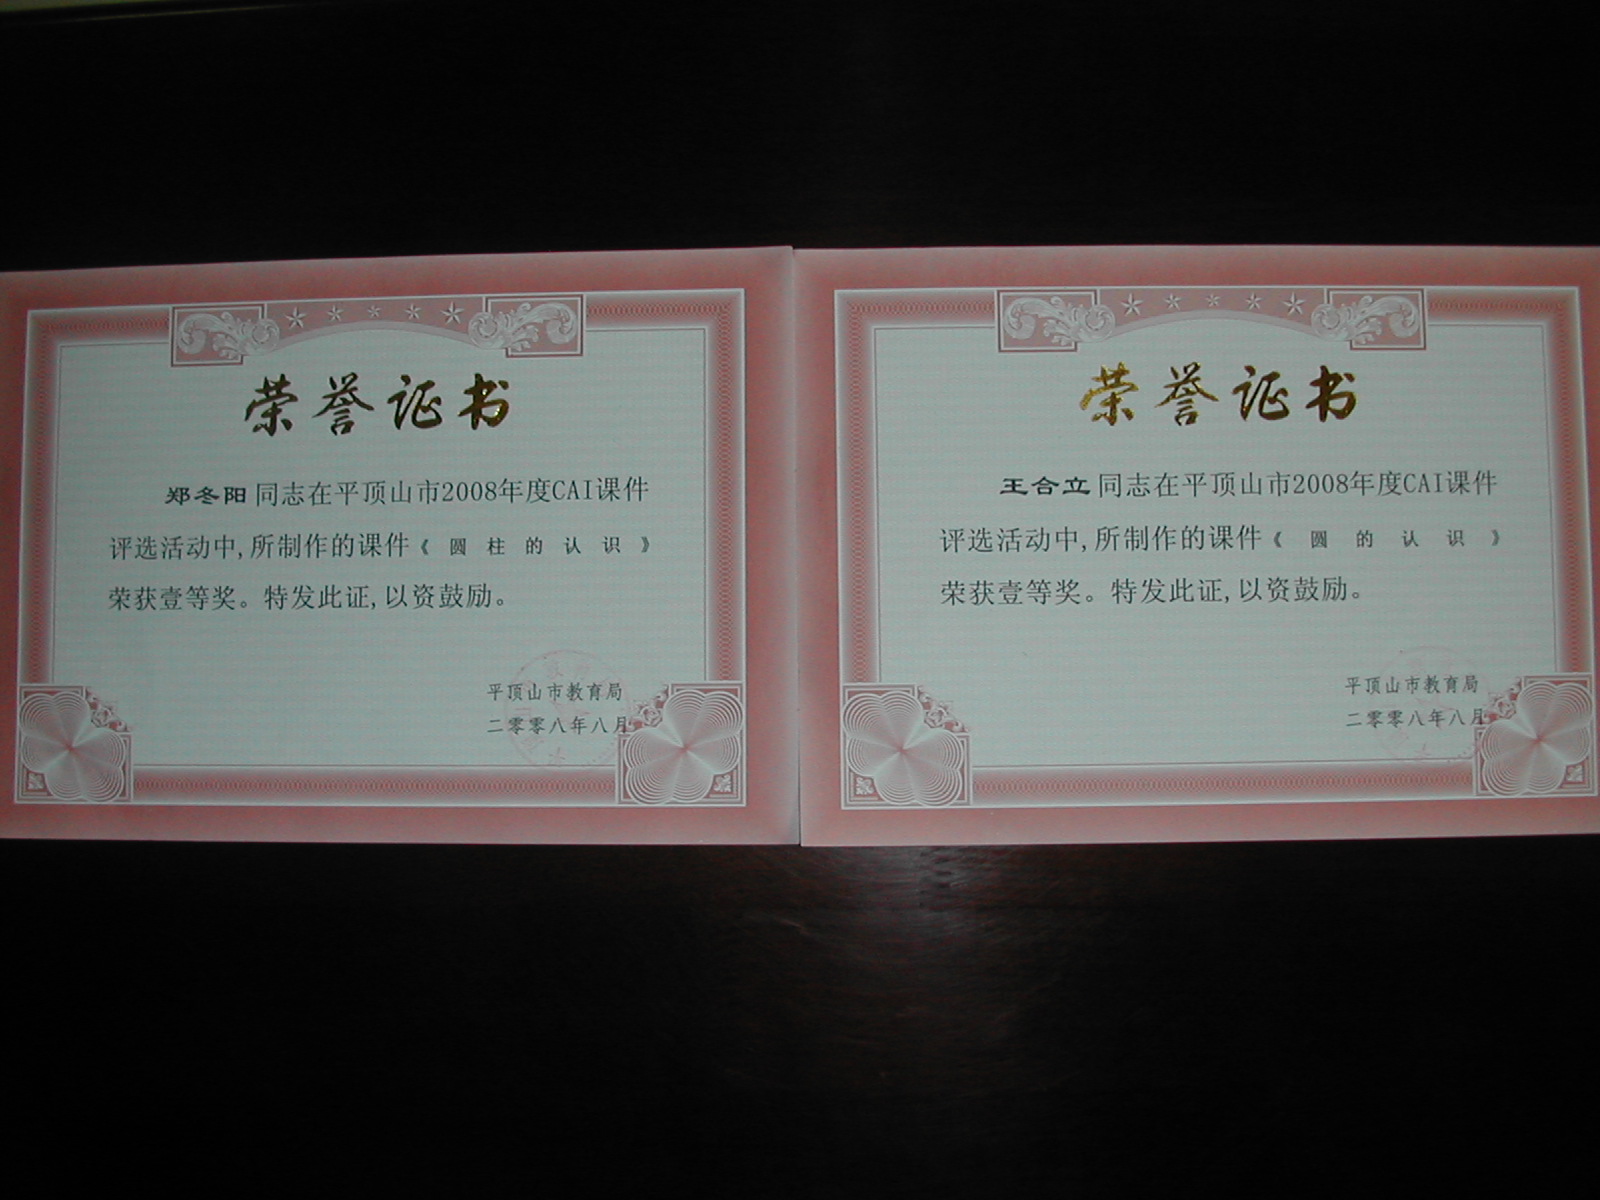 荣誉证书
郑冬阳同志在平顶山市2008年度CAI课件
评选活动中,所制作的课件《圆柱的认识》
荣获壹等奖。特发此证,以资鼓励。
平顶山市教育局
二零零八年八月
荣誉证书
王合立同志在平顶山市2008年度CAI课件
评选活动中,所制作的课件《圆的认识》
荣获壹等奖。特发此证,以资鼓励。
平顶山市教育局
二零零八年八月